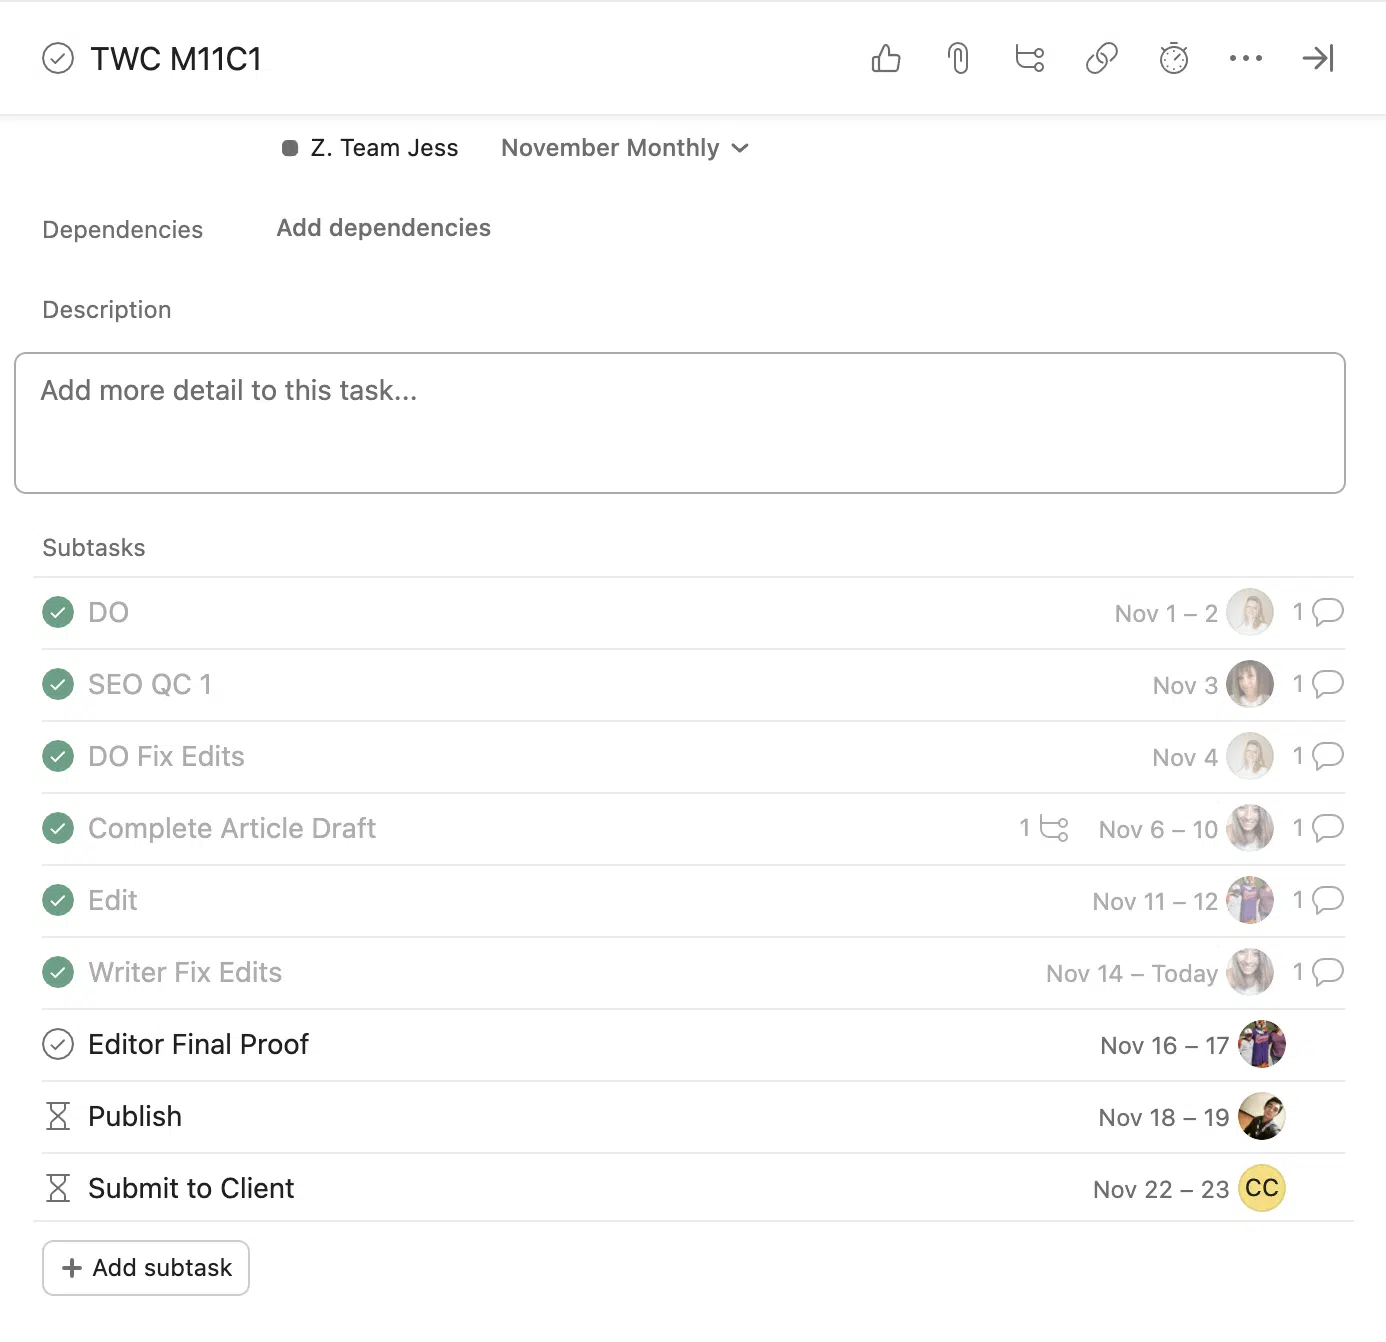 TWC M11C1
Z. Team Jess November Monthly
Dependencies Add dependencies
Description
Add more detail to this task...
Subtasks
DO Nov 1 – 2 1
SEO QC 1 Nov 3 1
DO Fix Edits Nov 4 1
Complete Article Draft 1 Nov 6 – 10 1
Edit Nov 11 – 12 1
Writer Fix Edits Nov 14 – Today 1
Editor Final Proof Nov 16 – 17
Publish Nov 18 – 19
Submit to Client Nov 22 – 23 CC
+ Add subtask